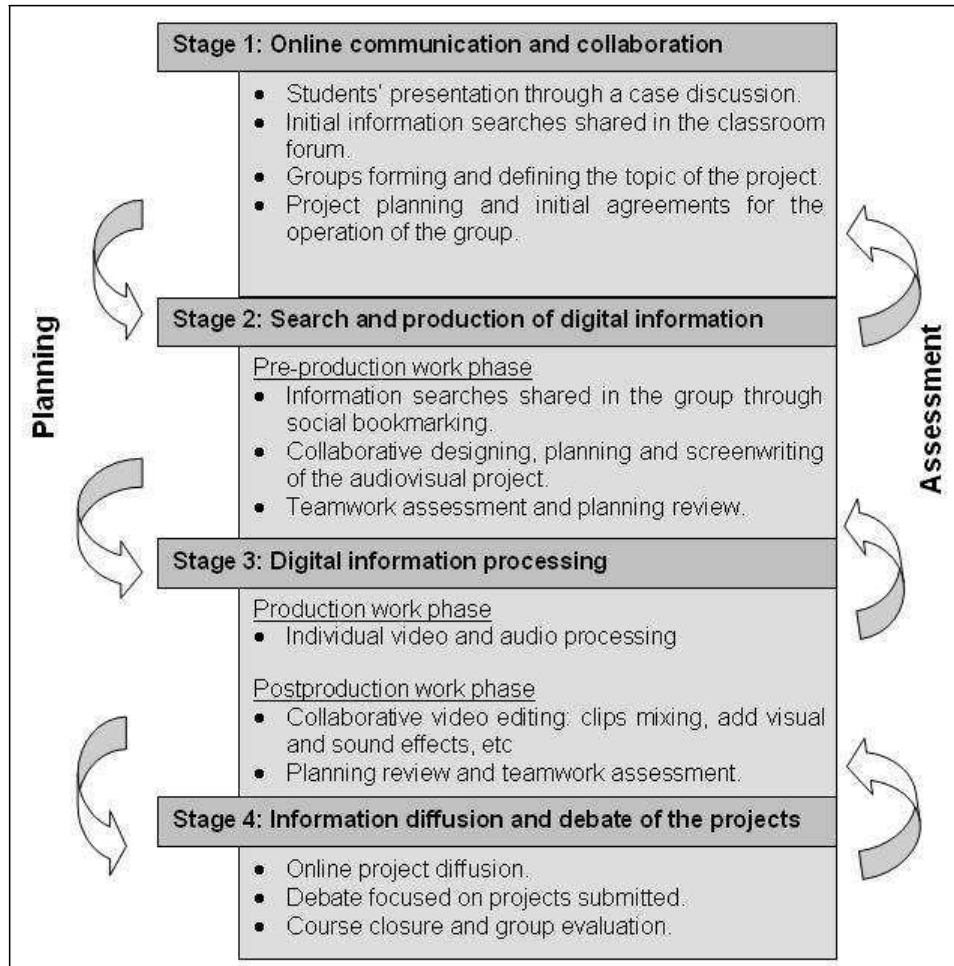 Stage 1: Online communication and collaboration
• Students' presentation through a case discussion.
• Initial information searches shared in the classroom
forum.
• Groups forming and defining the topic of the project.
• Project planning and initial agreements for the
operation of the group.
Stage 2: Search and production of digital information
Pre-production work phase
• Information searches shared in the group through
social bookmarking.
• Collaborative designing, planning and screenwriting
of the audiovisual project.
• Teamwork assessment and planning review.
Stage 3: Digital information processing
Production work phase
• Individual video and audio processing
Postproduction work phase
• Collaborative video editing: clips mixing, add visual
and sound effects, etc
• Planning review and teamwork assessment.
Stage 4: Information diffusion and debate of the projects
• Online project diffusion.
• Debate focused on projects submitted.
• Course closure and group evaluation.
Planning
Assessment